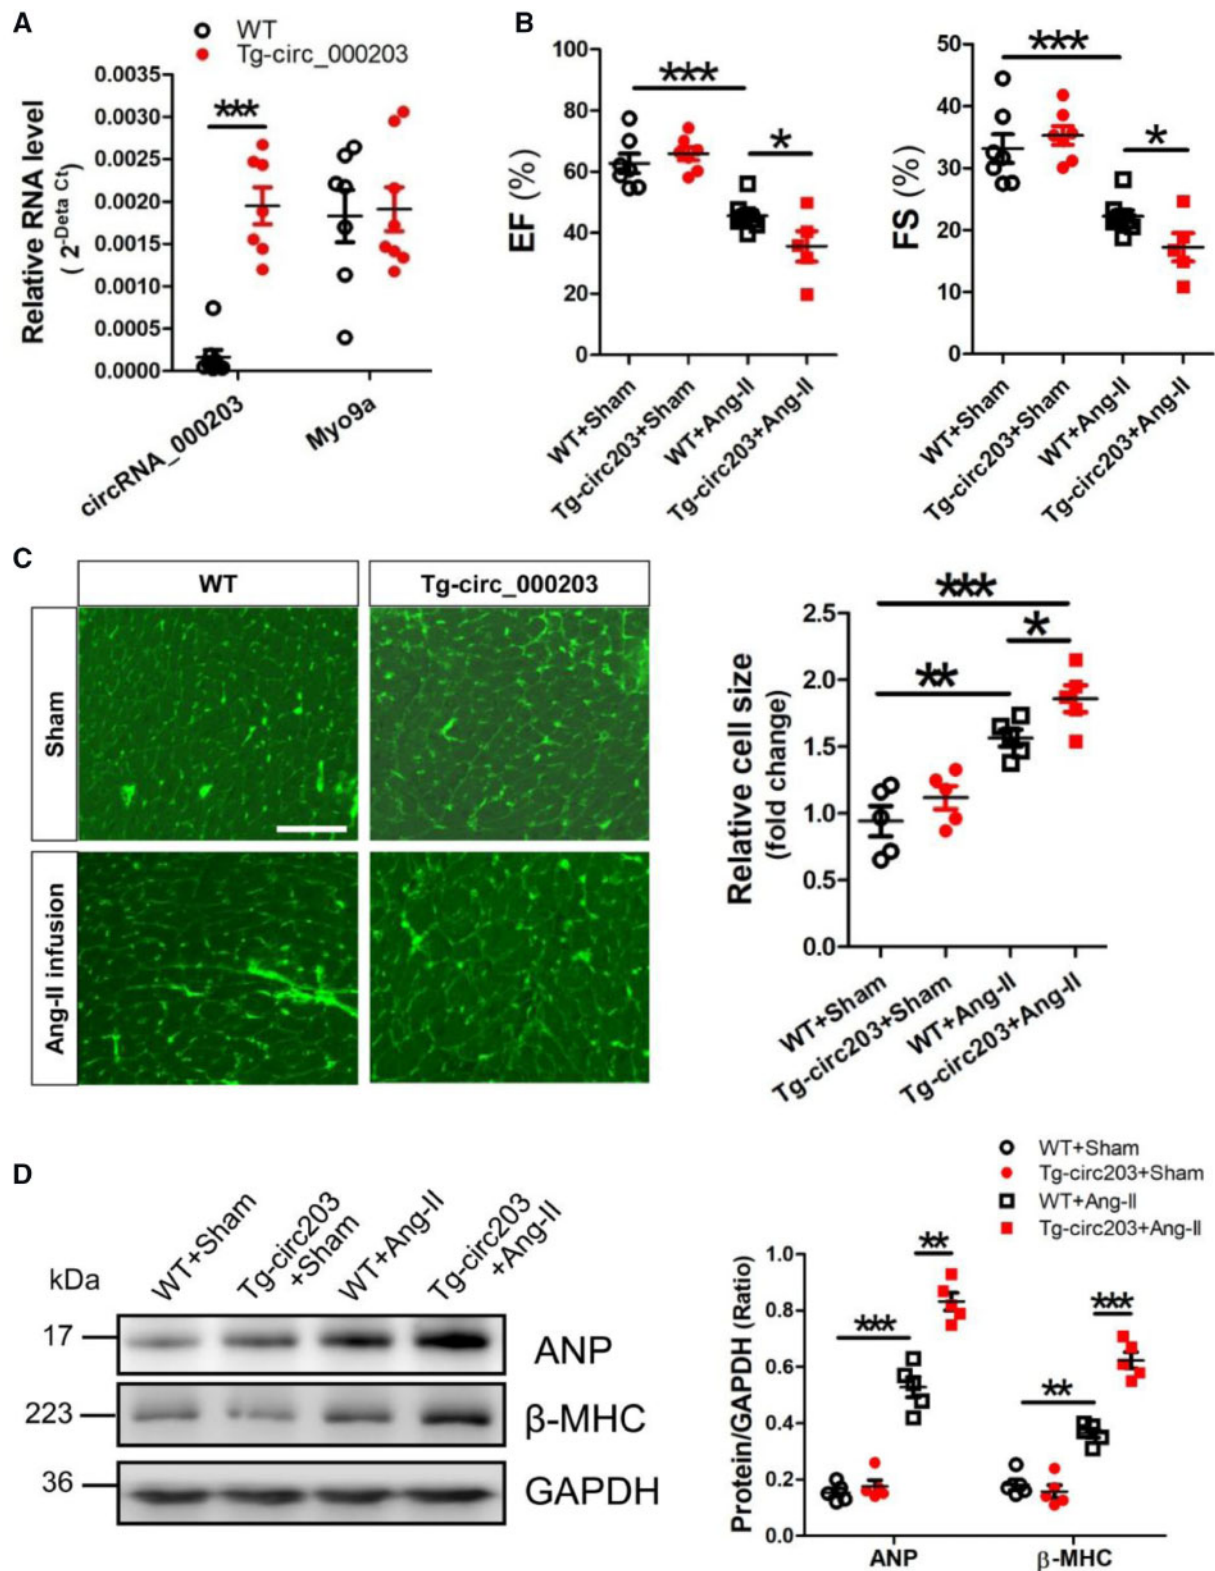 A
WT
Tg-circ_000203
Relative RNA level
( 2^-Deta Ct)
0.0035
0.0030
0.0025
0.0020
0.0015
0.0010
0.0005
0.0000
***
circRNA_000203
Myo9a
B
EF (%)
100
80
60
40
20
0
***
*
WT+Sham
Tg-circ203+Sham
WT+Ang-II
Tg-circ203+Ang-II
FS (%)
50
40
30
20
10
0
***
*
WT+Sham
Tg-circ203+Sham
WT+Ang-II
Tg-circ203+Ang-II
C
WT
Tg-circ_000203
Sham
Ang-II infusion
Relative cell size
(fold change)
2.5
2.0
1.5
1.0
0.5
0.0
***
*
**
WT+Sham
Tg-circ203+Sham
WT+Ang-II
Tg-circ203+Ang-II
D
kDa
WT+Sham
Tg-circ203
+Sham
WT+Ang-II
Tg-circ203
+Ang-II
17
ANP
223
β-MHC
36
GAPDH
WT+Sham
Tg-circ203+Sham
WT+Ang-II
Tg-circ203+Ang-II
Protein/GAPDH (Ratio)
1.0
0.8
0.6
0.4
0.2
0.0
***
**
**
***
ANP
β-MHC